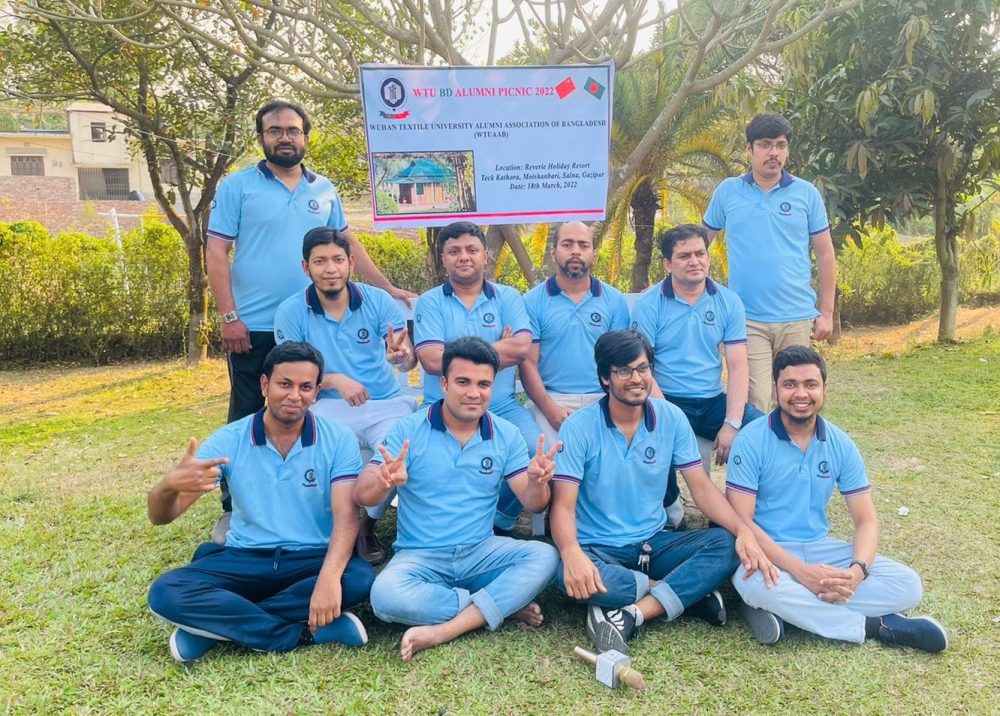 WTU BD ALUMNI PICNIC 2022
WUHAN TEXTILE UNIVERSITY ALUMNI ASSOCIATION OF BANGLADESH
(WTUAAB)
Location: Reverie Holiday Resort
Teck Kathora, Moishanbari, Salna, Gazipur
Date: 18th March, 2022